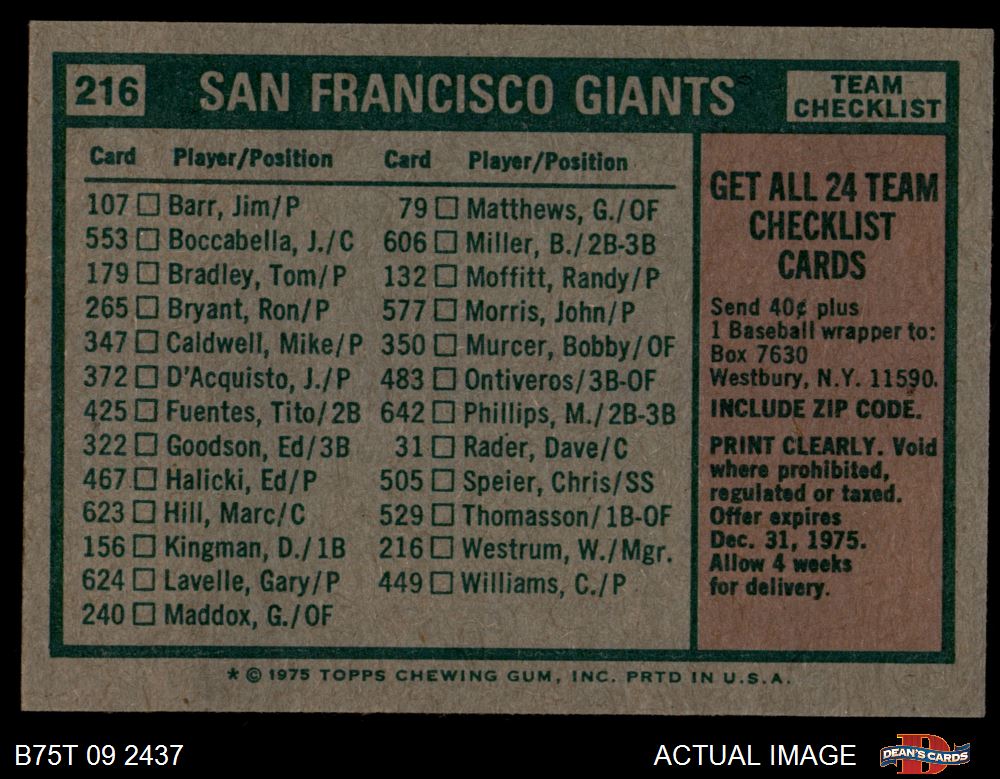 216 SAN FRANCISCO GIANTS TEAM CHECKLIST
Card Player/Position
107 Barr, Jim/P
553 Boccabella, J./C
179 Bradley, Tom/P
265 Bryant, Ron/P
347 Caldwell, Mike/P
372 D'Acquisto, J./P
425 Fuentes, Tito/2B
322 Goodson, Ed/3B
467 Halicki, Ed/P
623 Hill, Marc/C
156 Kingman, D./1B
624 Lavelle, Gary/P
240 Maddox, G./OF
Card Player/Position
79 Matthews, G./OF
606 Miller, B./2B-3B
132 Moffitt, Randy/P
577 Morris, John/P
350 Murcer, Bobby/OF
483 Ontiveros/3B-OF
642 Phillips, M./2B-3B
31 Rader, Dave/C
505 Speier, Chris/SS
529 Thomasson/1B-OF
216 Westrum, W./Mgr.
449 Williams, C./P
GET ALL 24 TEAM
CHECKLIST
CARDS
Send 40¢ plus
1 Baseball wrapper to:
Box 7630
Westbury, N.Y. 11590.
INCLUDE ZIP CODE.
PRINT CLEARLY. Void
where prohibited,
regulated or taxed.
Offer expires
Dec. 31, 1975.
Allow 4 weeks
for delivery.
* © 1975 TOPPS CHEWING GUM, INC. PRTD IN U.S.A.
B75T 09 2437
ACTUAL IMAGE
DEAN'S CARDS